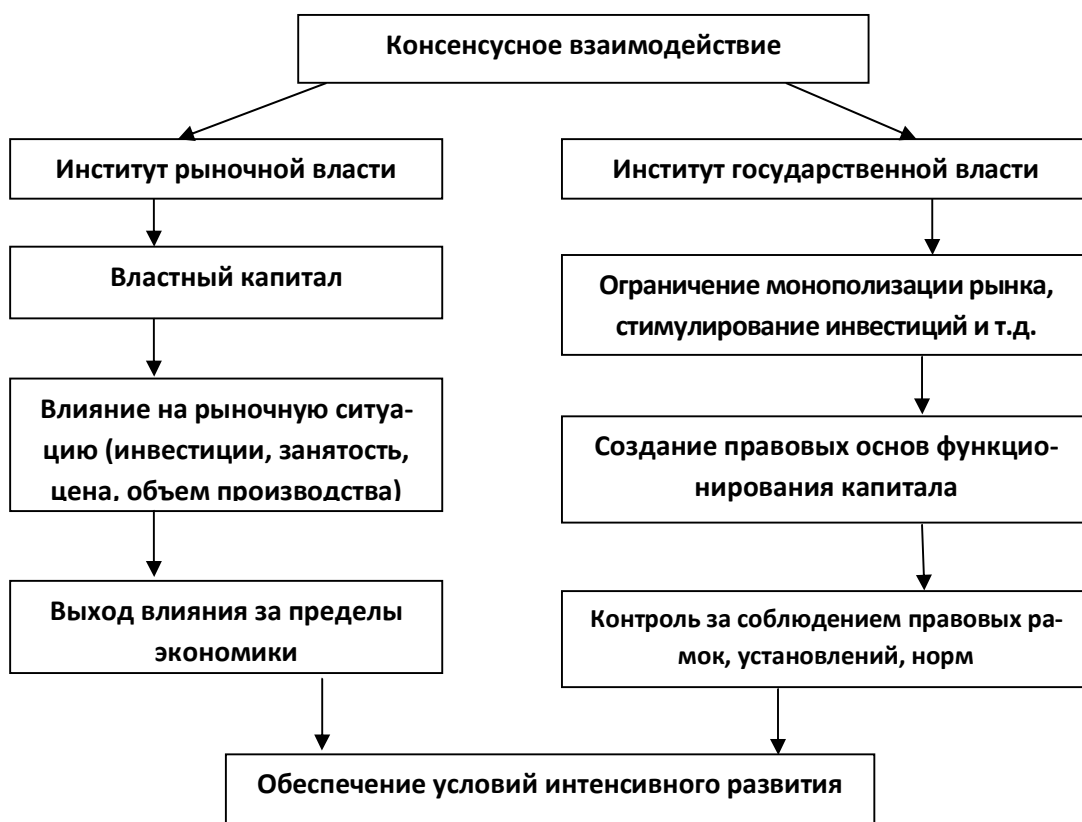 Консенсусное взаимодействие
Институт рыночной власти
Институт государственной власти
Властный капитал
Ограничение монополизации рынка,
стимулирование инвестиций и т.д.
Влияние на рыночную ситуа-
цию (инвестиции, занятость,
цена, объем производства)
Создание правовых основ функцио-
нирования капитала
Выход влияния за пределы
экономики
Контроль за соблюдением правовых ра-
мок, установлений, норм
Обеспечение условий интенсивного развития